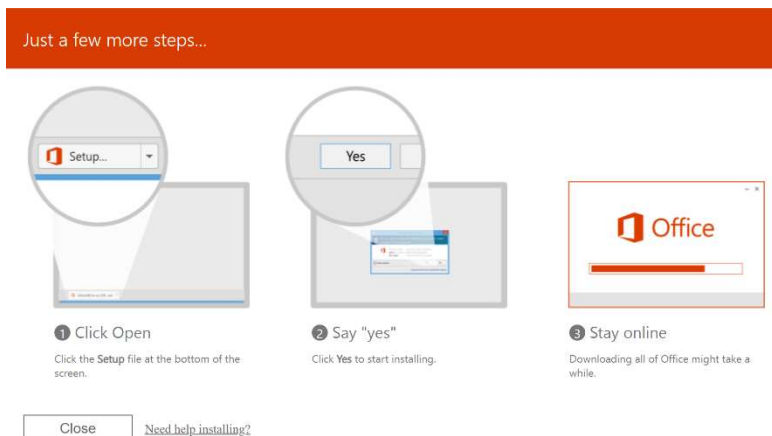 Just a few more steps...
Setup...
Yes
Office
1 Click Open
Click the Setup file at the bottom of the
screen.
2 Say "yes"
Click Yes to start installing.
3 Stay online
Downloading all of Office might take a
while.
Close
Need help installing?